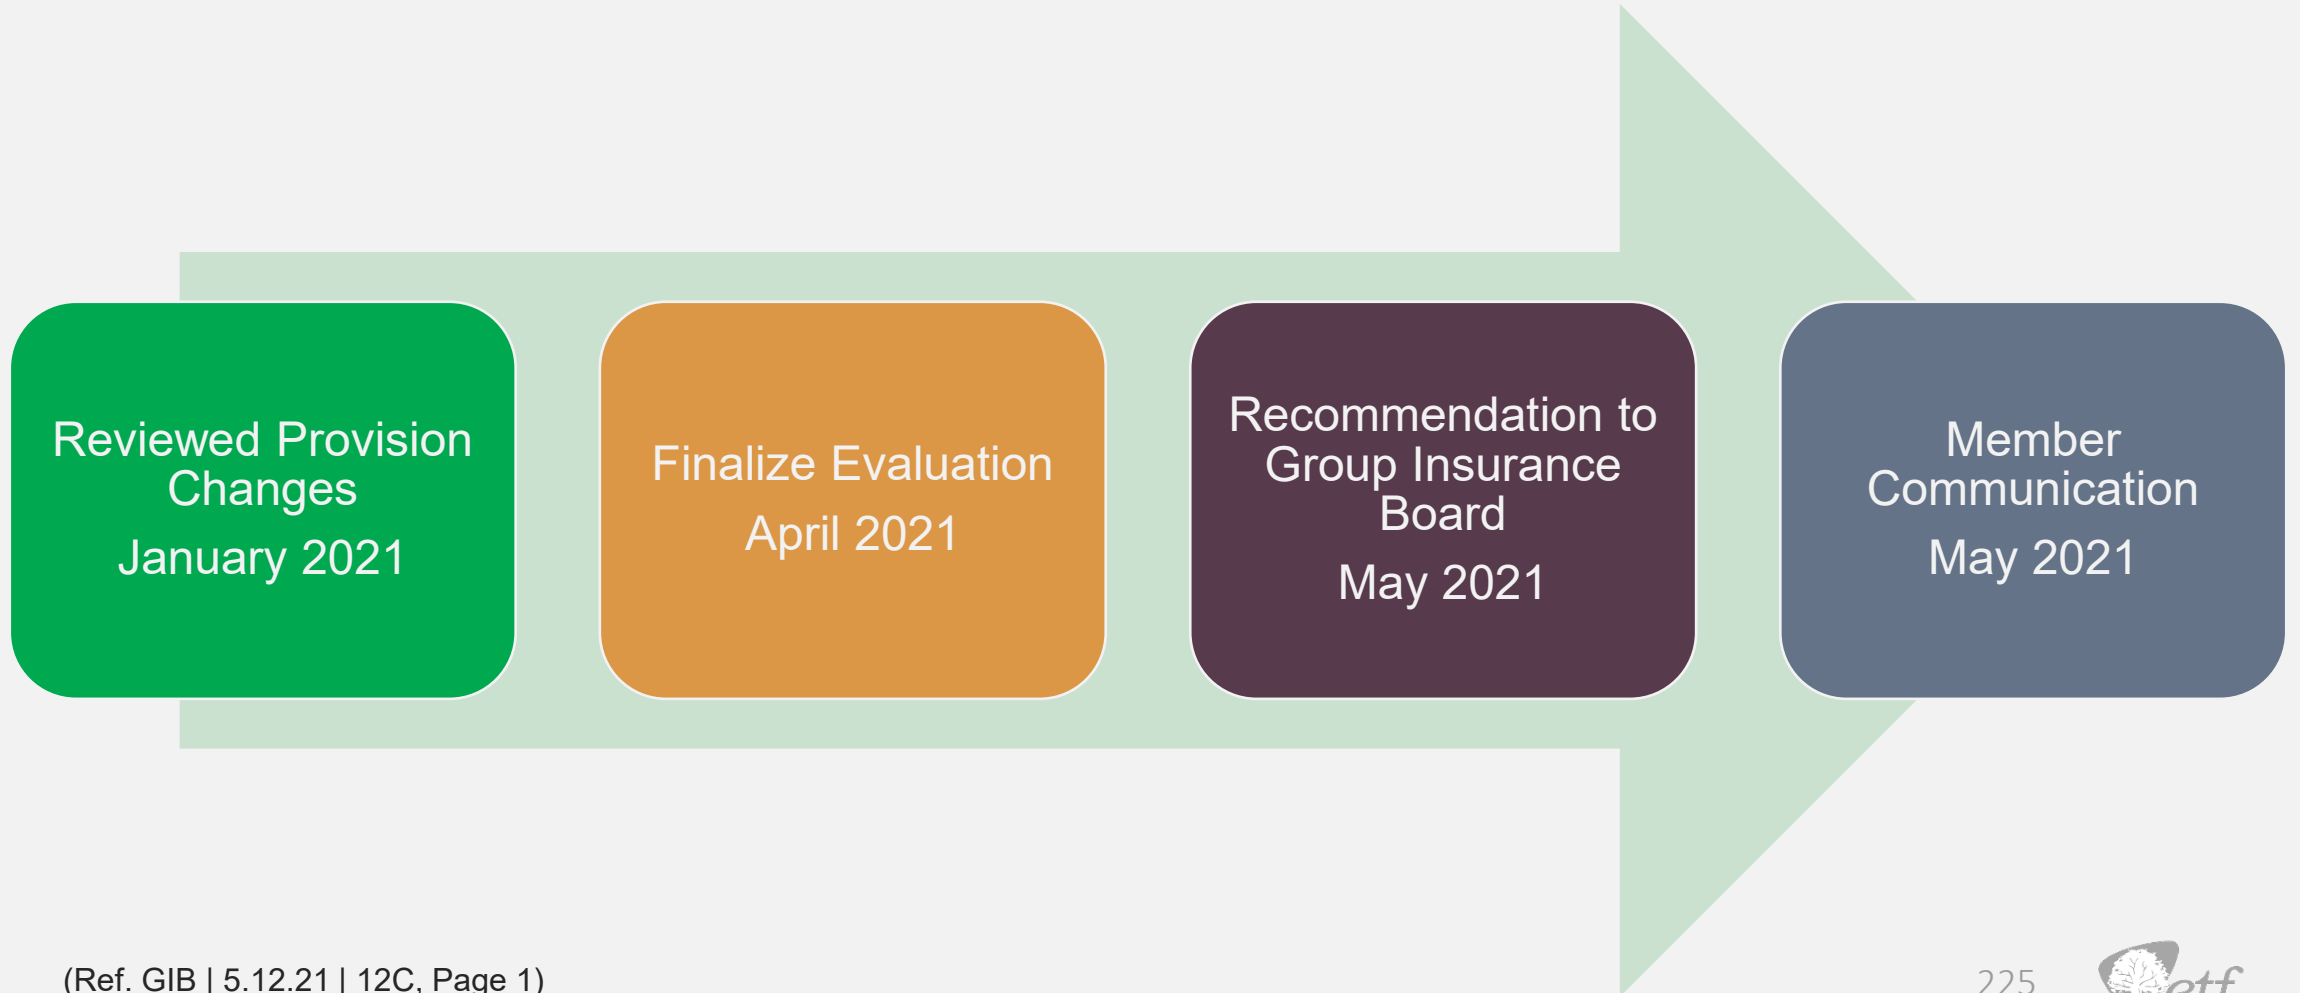 Reviewed Provision
Changes
January 2021
Finalize Evaluation
April 2021
Recommendation to
Group Insurance
Board
May 2021
Member
Communication
May 2021
(Ref. GIB | 5.12.21 | 12C, Page 1)
225
etf